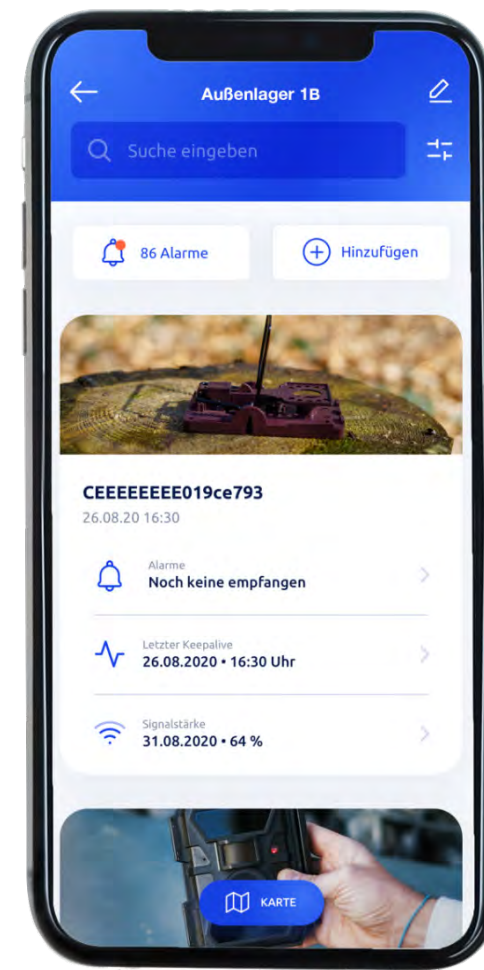 Außenlager 1B
Suche eingeben
86 Alarme
Hinzufügen
CEEEEEEEE019ce793
26.08.20 16:30
Alarme
Noch keine empfangen
Letzter Keepalive
26.08.2020 • 16:30 Uhr
Signalstärke
31.08.2020 • 64 %
KARTE